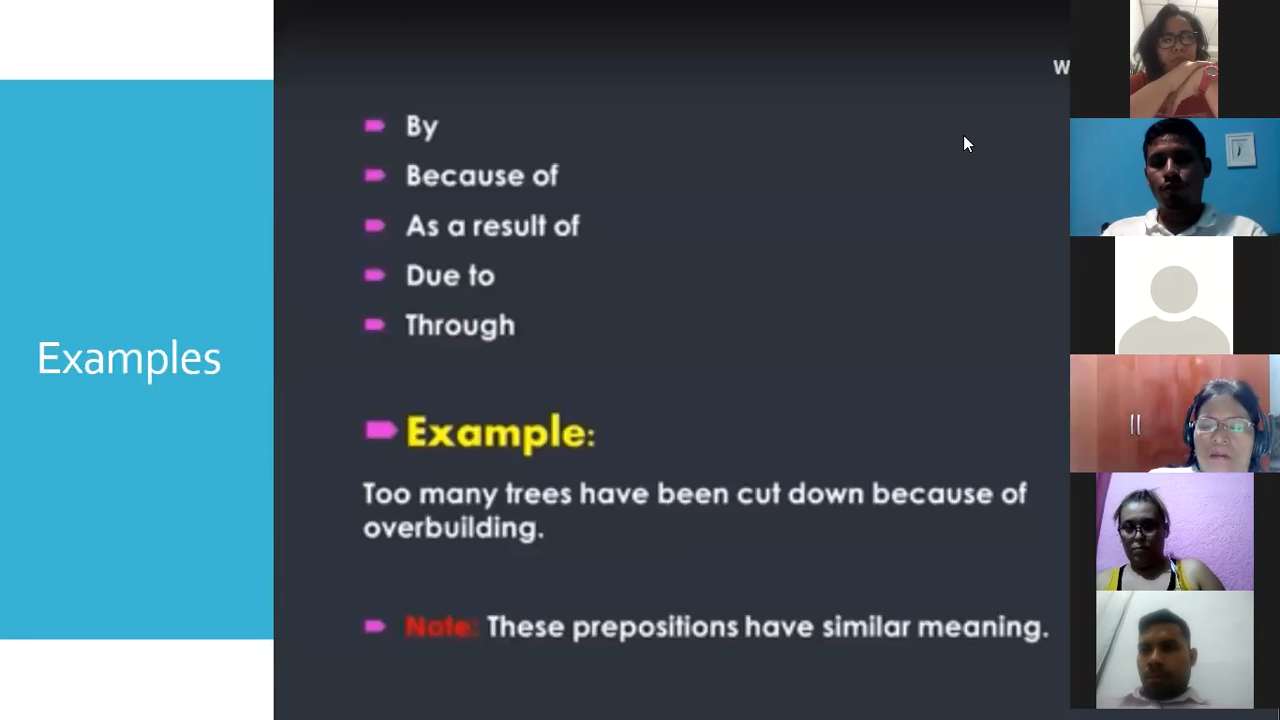 Examples
By
Because of
As a result of
Due to
Through
Example:
Too many trees have been cut down because of
overbuilding.
Note: These prepositions have similar meaning.